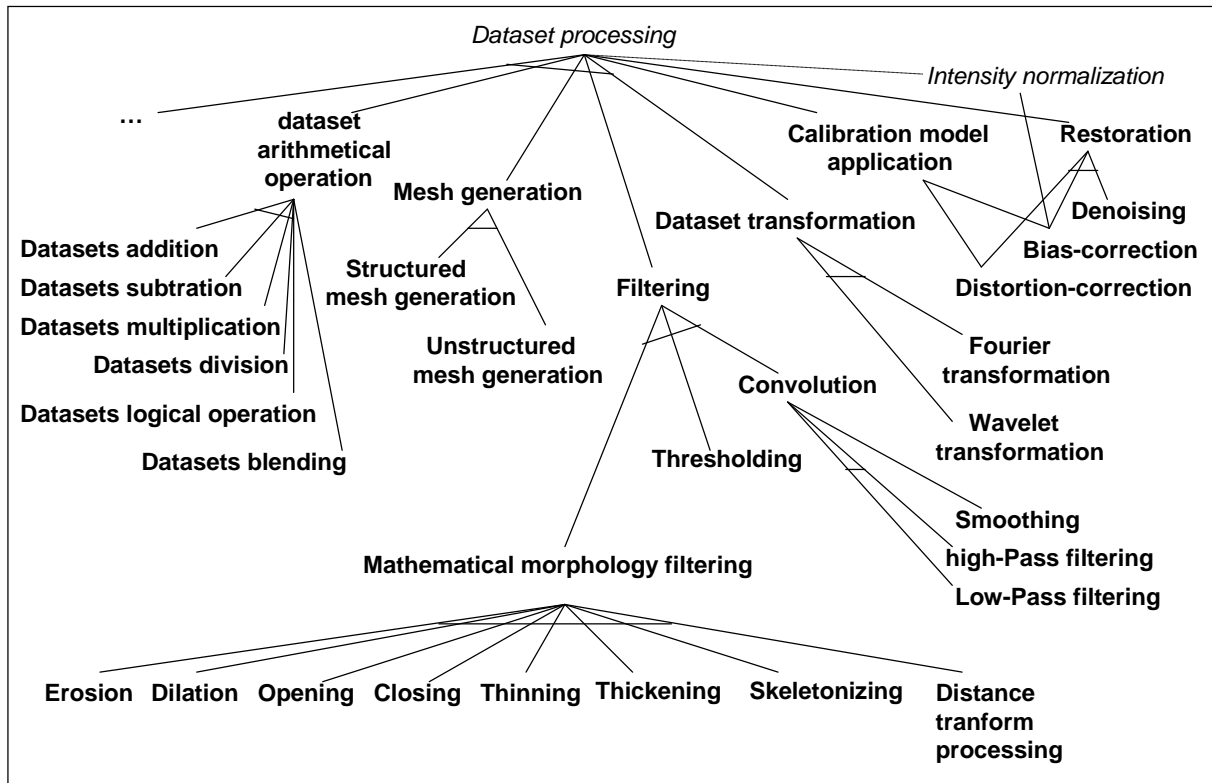 Dataset processing
Intensity normalization
...
dataset
arithmetical
operation
Calibration model
application
Restoration
Mesh generation
Dataset transformation
Denoising
Datasets addition
Bias-correction
Structured
mesh generation
Filtering
Datasets subtration
Distortion-correction
Datasets multiplication
Unstructured
mesh generation
Datasets division
Fourier
transformation
Convolution
Datasets logical operation
Wavelet
transformation
Datasets blending
Thresholding
Smoothing
high-Pass filtering
Low-Pass filtering
Mathematical morphology filtering
Erosion
Dilation
Opening
Closing
Thinning
Thickening
Skeletonizing
Distance
tranform
processing